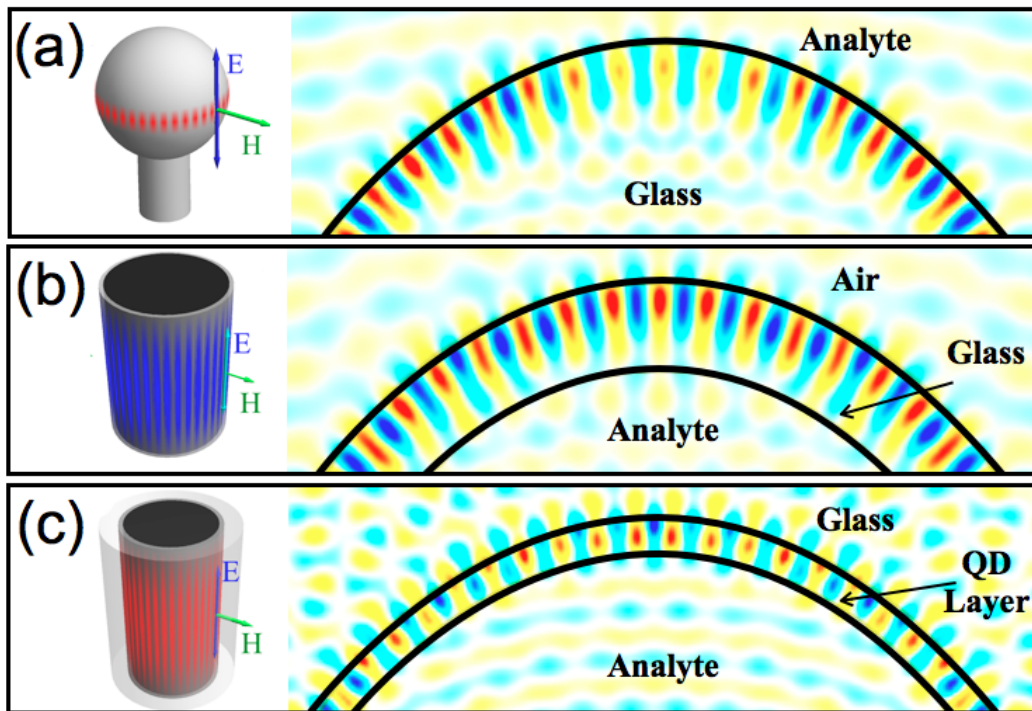 (a)
E
H
Analyte
Glass
(b)
E
H
Air
Glass
Analyte
(c)
E
H
Glass
QD
Layer
Analyte